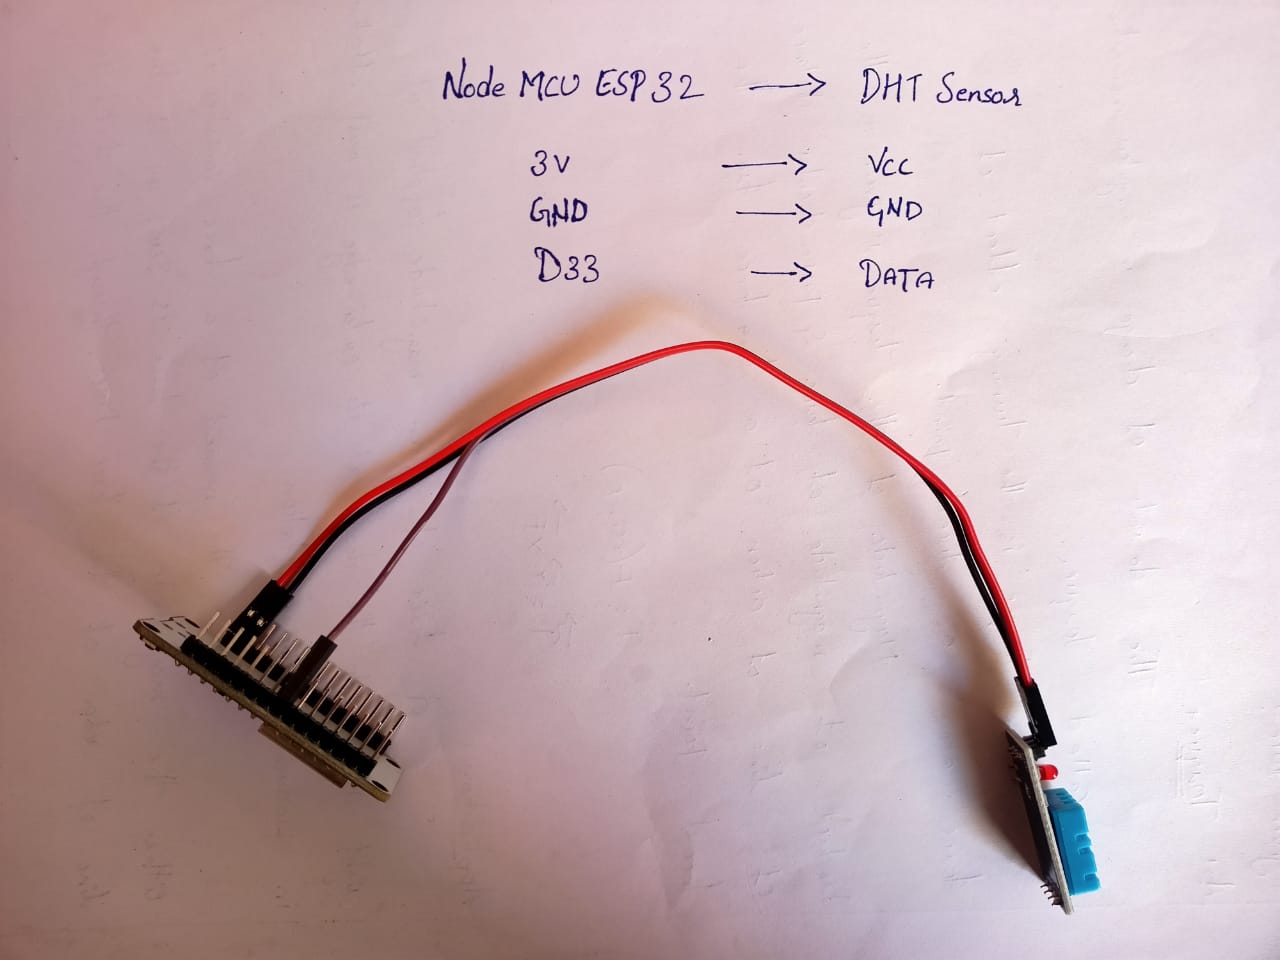 Node MCU ESP32 → DHT Sensor
3V → VCC
GND → GND
D33 → DATA